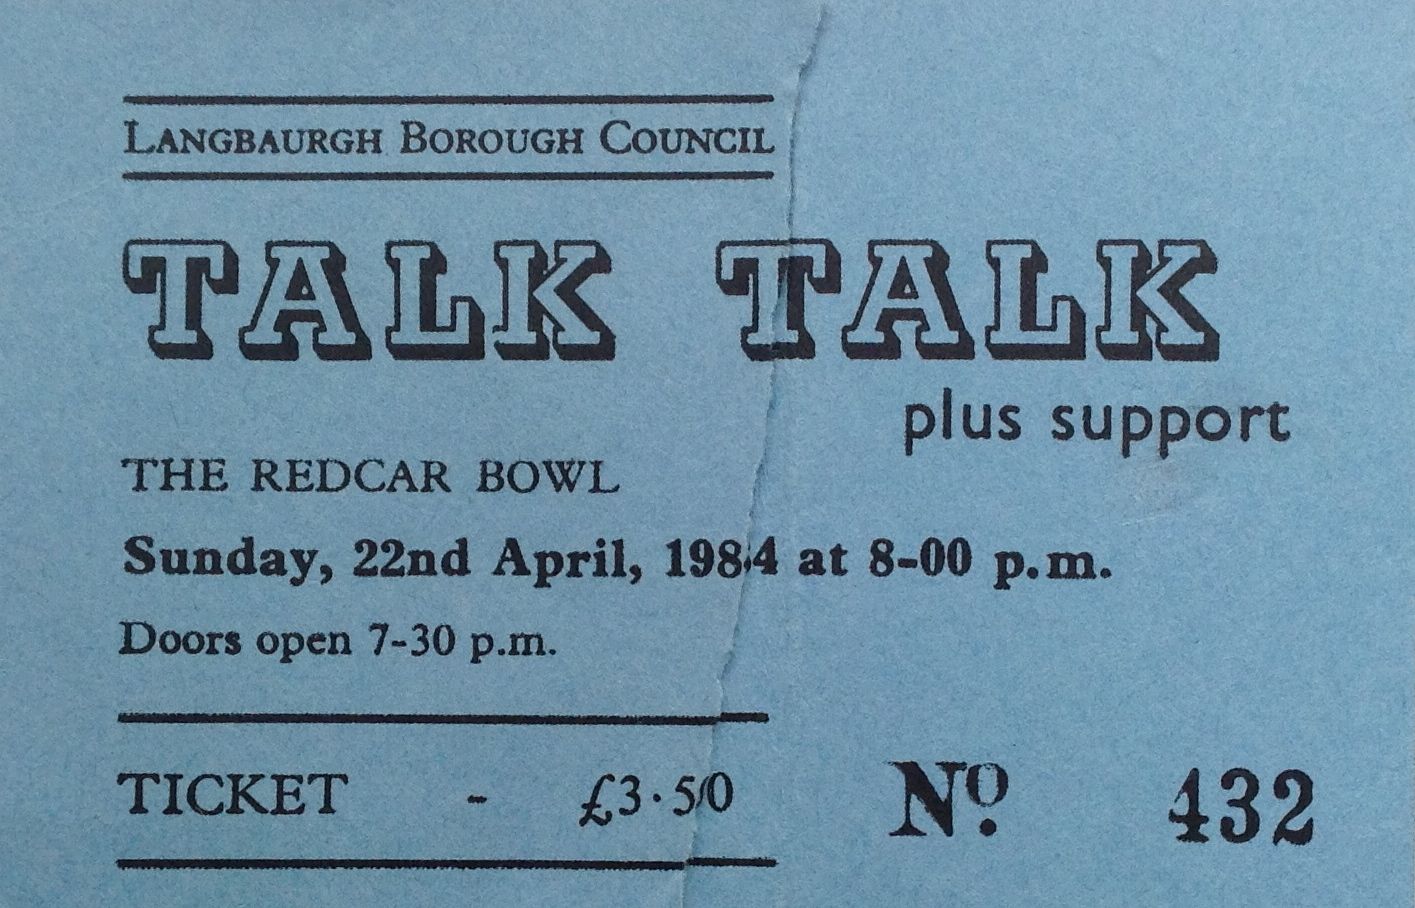 LANGBAURGH BOROUGH COUNCIL
TALK TALK
plus support
THE REDCAR BOWL
Sunday, 22nd April, 1984 at 8-00 p.m.
Doors open 7-30 p.m.
TICKET - £3·50 Nº. 432